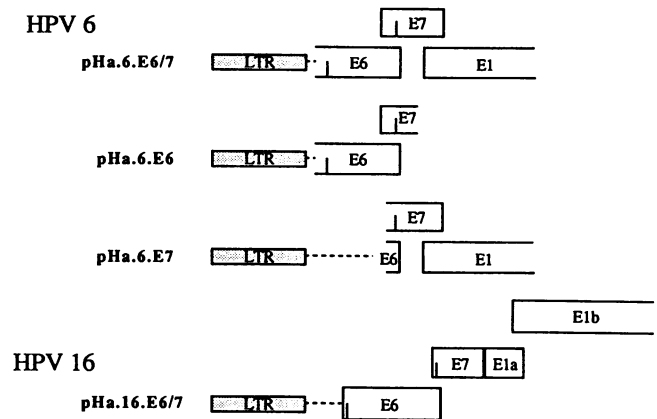 HPV 6
E7
pHa.6.E6/7 LTR E6 E1
E7
pHa.6.E6 LTR E6
E7
pHa.6.E7 LTR E6 E1
E1b
HPV 16
E7 E1a
pHa.16.E6/7 LTR E6